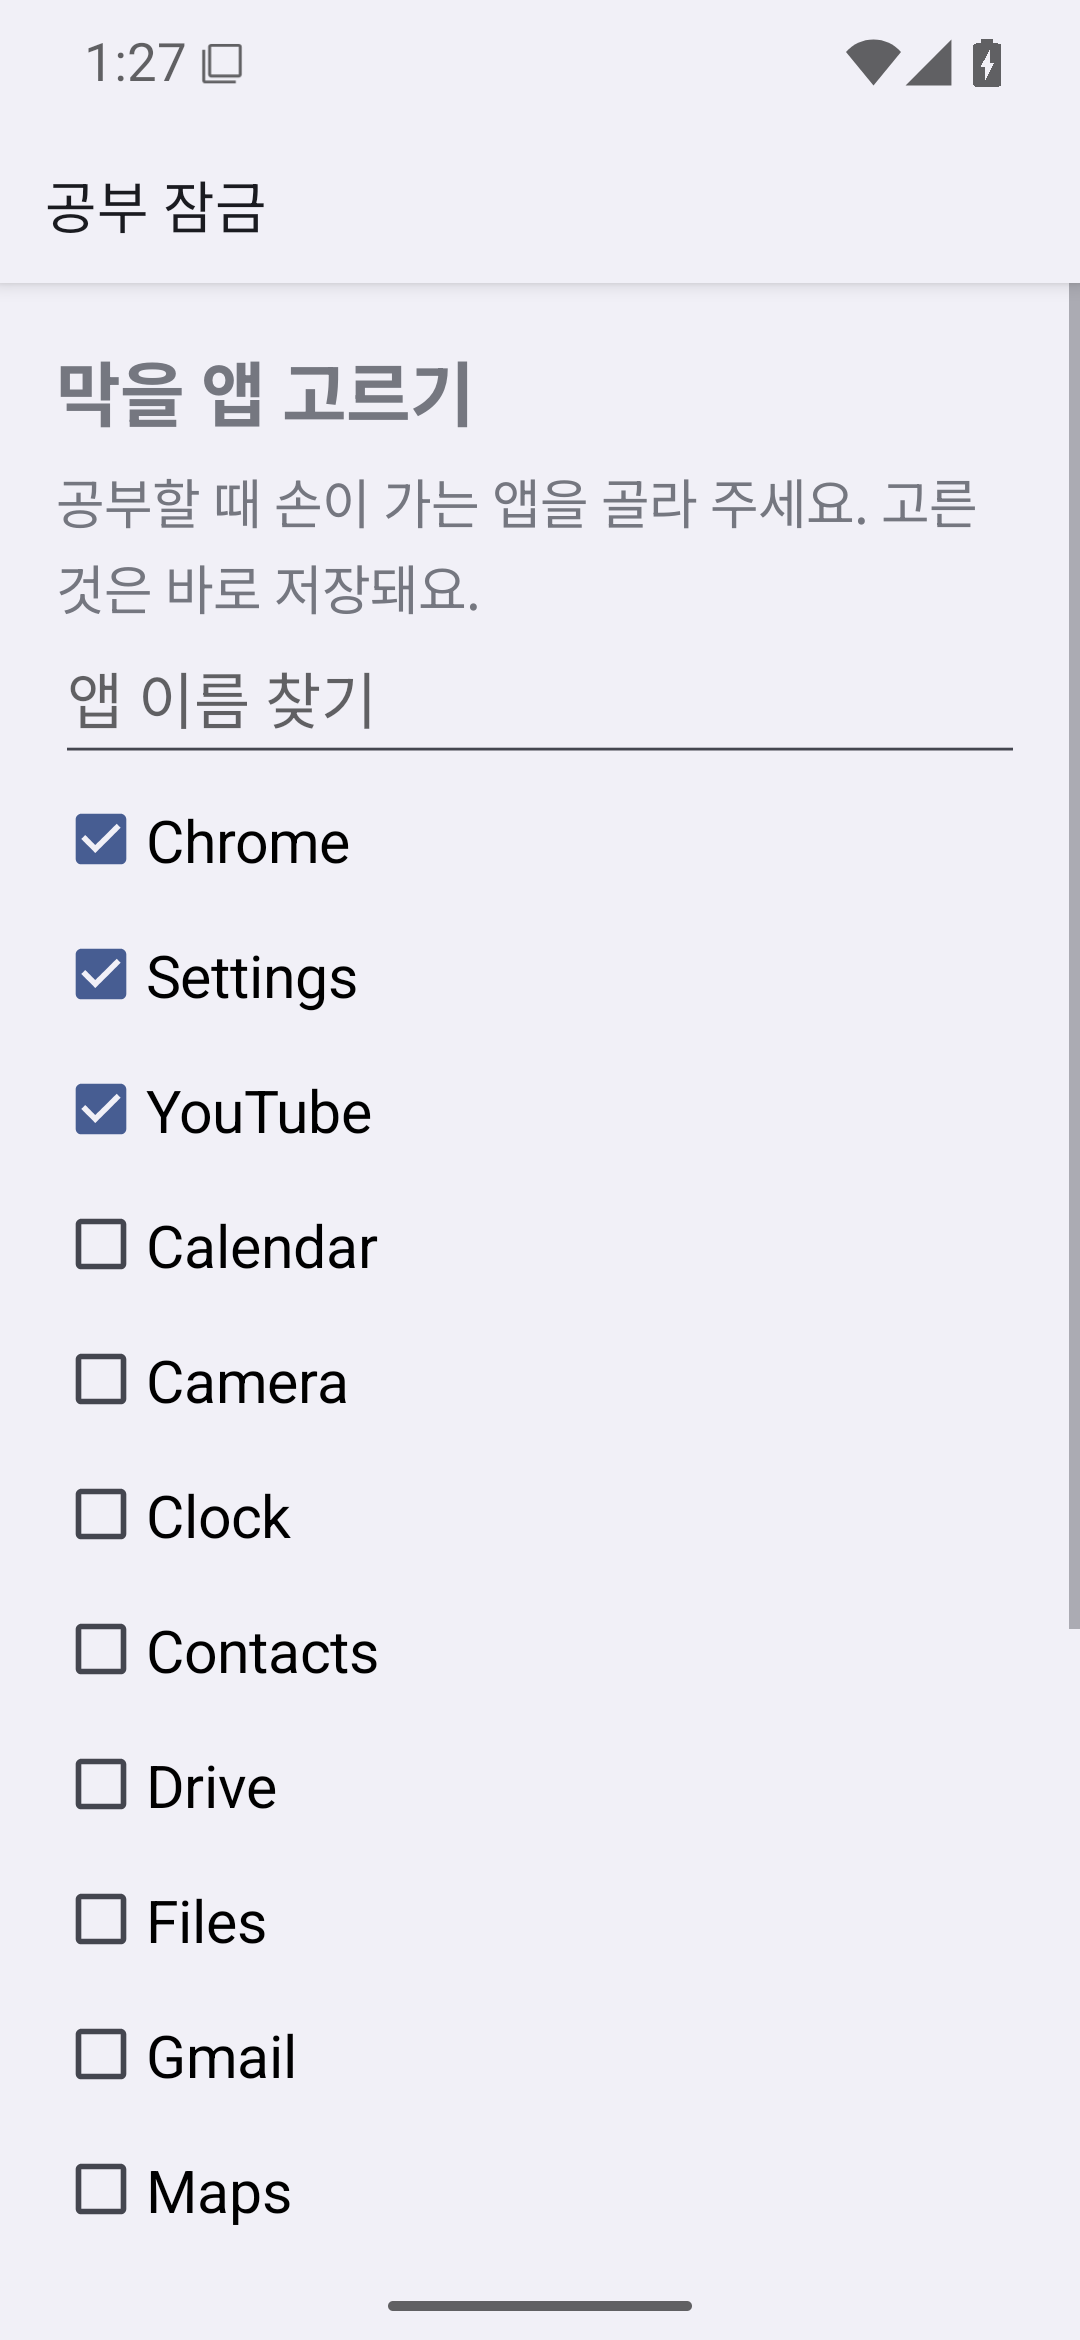 1:27
공부 잠금
막을 앱 고르기
공부할 때 손이 가는 앱을 골라 주세요. 고른
것은 바로 저장돼요.
앱 이름 찾기
Chrome
Settings
YouTube
Calendar
Camera
Clock
Contacts
Drive
Files
Gmail
Maps